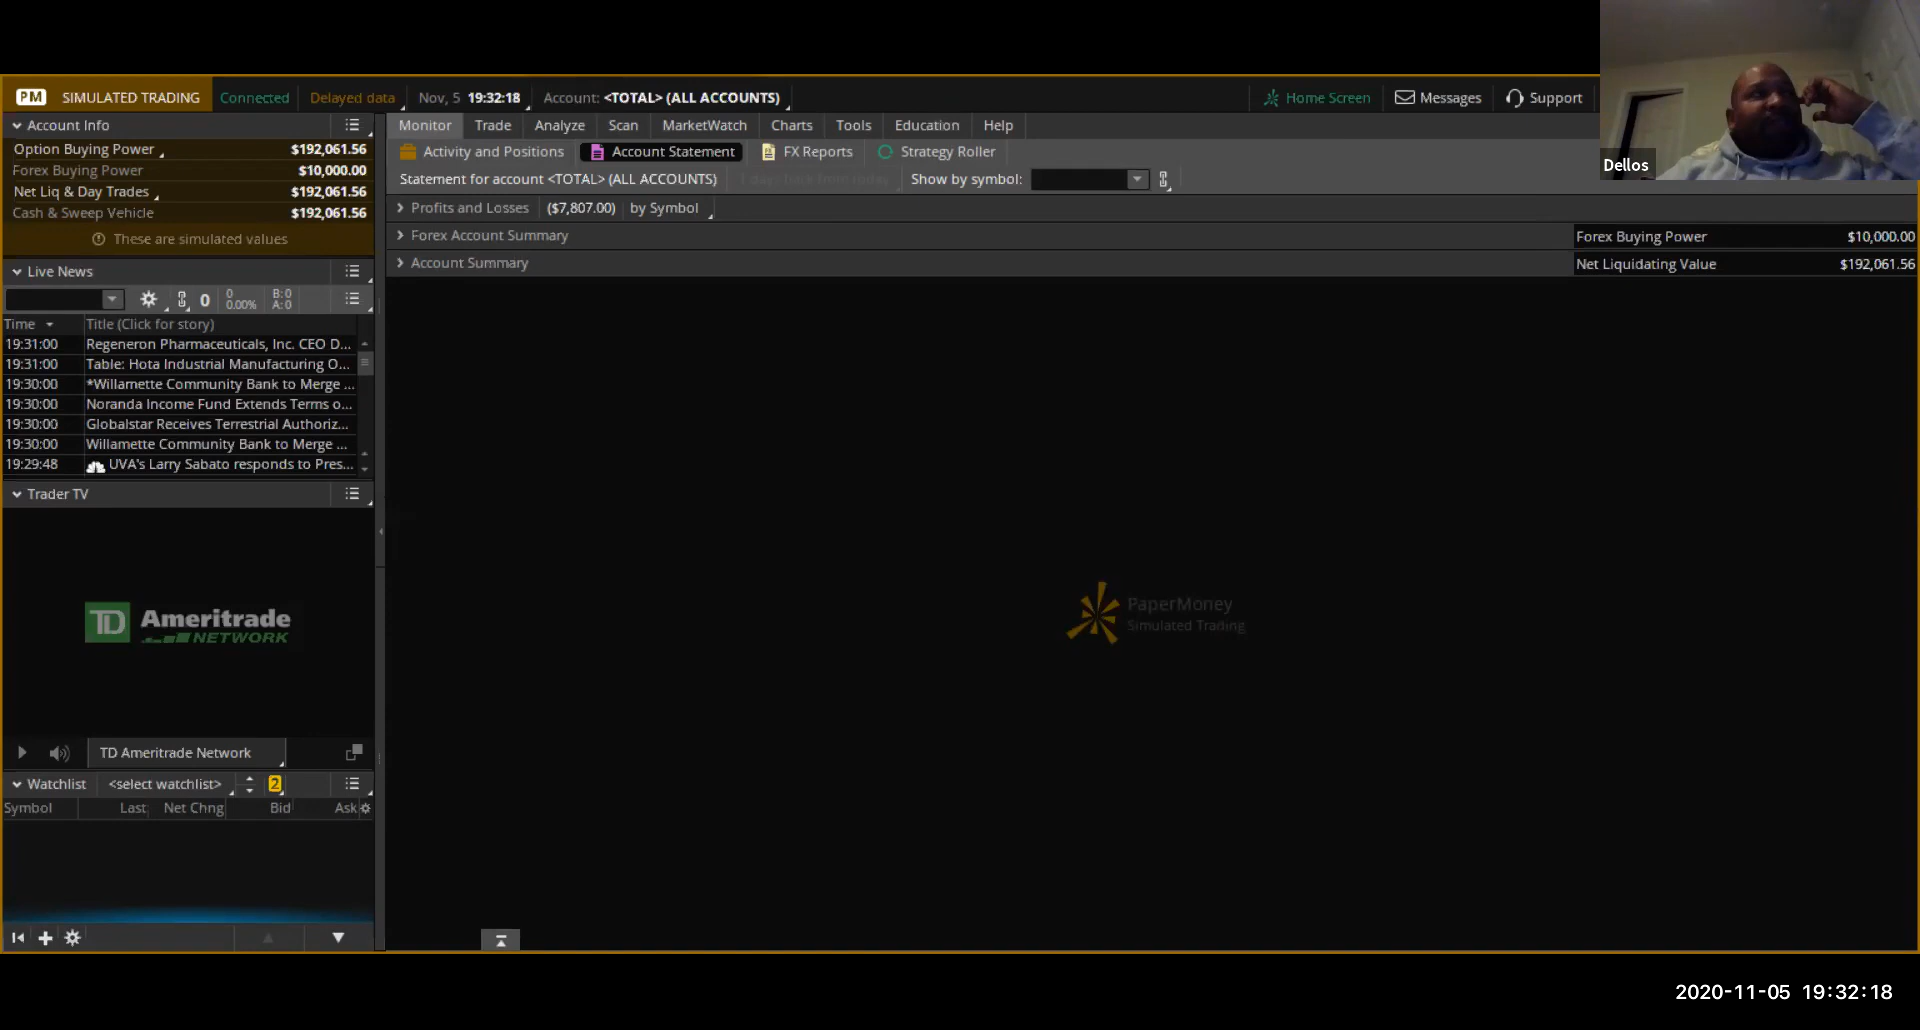 PM SIMULATED TRADING Connected Delayed data Nov, 5 19:32:18 Account: <TOTAL> (ALL ACCOUNTS) Home Screen Messages Support
Dellos
Account Info
Option Buying Power $192,061.56
Forex Buying Power $10,000.00
Net Liq & Day Trades $192,061.56
Cash & Sweep Vehicle $192,061.56
These are simulated values
Live News
0 0 0.00% B:0 A:0
Time Title (Click for story)
19:31:00 Regeneron Pharmaceuticals, Inc. CEO D...
19:31:00 Table: Hota Industrial Manufacturing O...
19:30:00 *Willamette Community Bank to Merge ...
19:30:00 Noranda Income Fund Extends Terms o...
19:30:00 Globalstar Receives Terrestrial Authoriz...
19:30:00 Willamette Community Bank to Merge ...
19:29:48 UVA's Larry Sabato responds to Pres...
Trader TV
TD Ameritrade
NETWORK
TD Ameritrade Network
Watchlist <select watchlist> 2
Symbol Last Net Chng Bid Ask
Monitor Trade Analyze Scan MarketWatch Charts Tools Education Help
Activity and Positions Account Statement FX Reports Strategy Roller
Statement for account <TOTAL> (ALL ACCOUNTS) Show by symbol:
Profits and Losses ($7,807.00) by Symbol
Forex Account Summary Forex Buying Power $10,000.00
Account Summary Net Liquidating Value $192,061.56
PaperMoney
Simulated Trading
2020-11-05 19:32:18